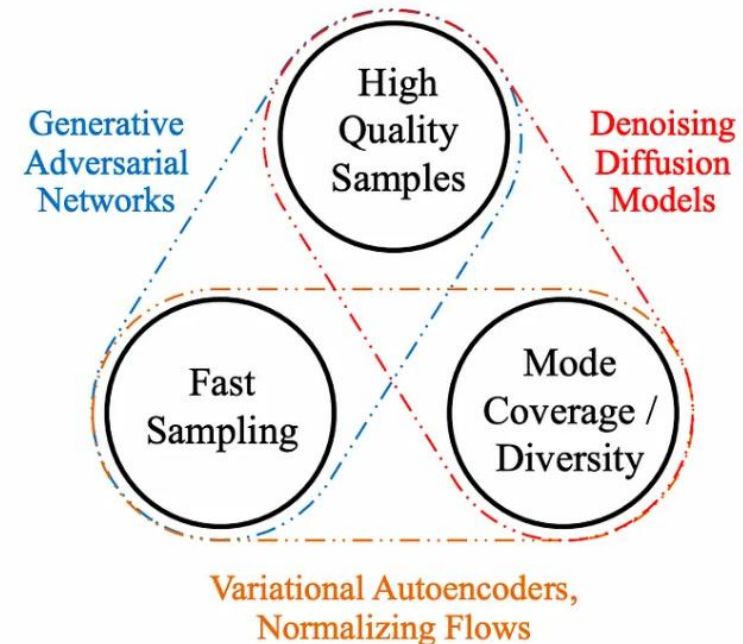 High
Quality
Samples
Generative
Adversarial
Networks
Denoising
Diffusion
Models
Fast
Sampling
Mode
Coverage /
Diversity
Variational Autoencoders,
Normalizing Flows